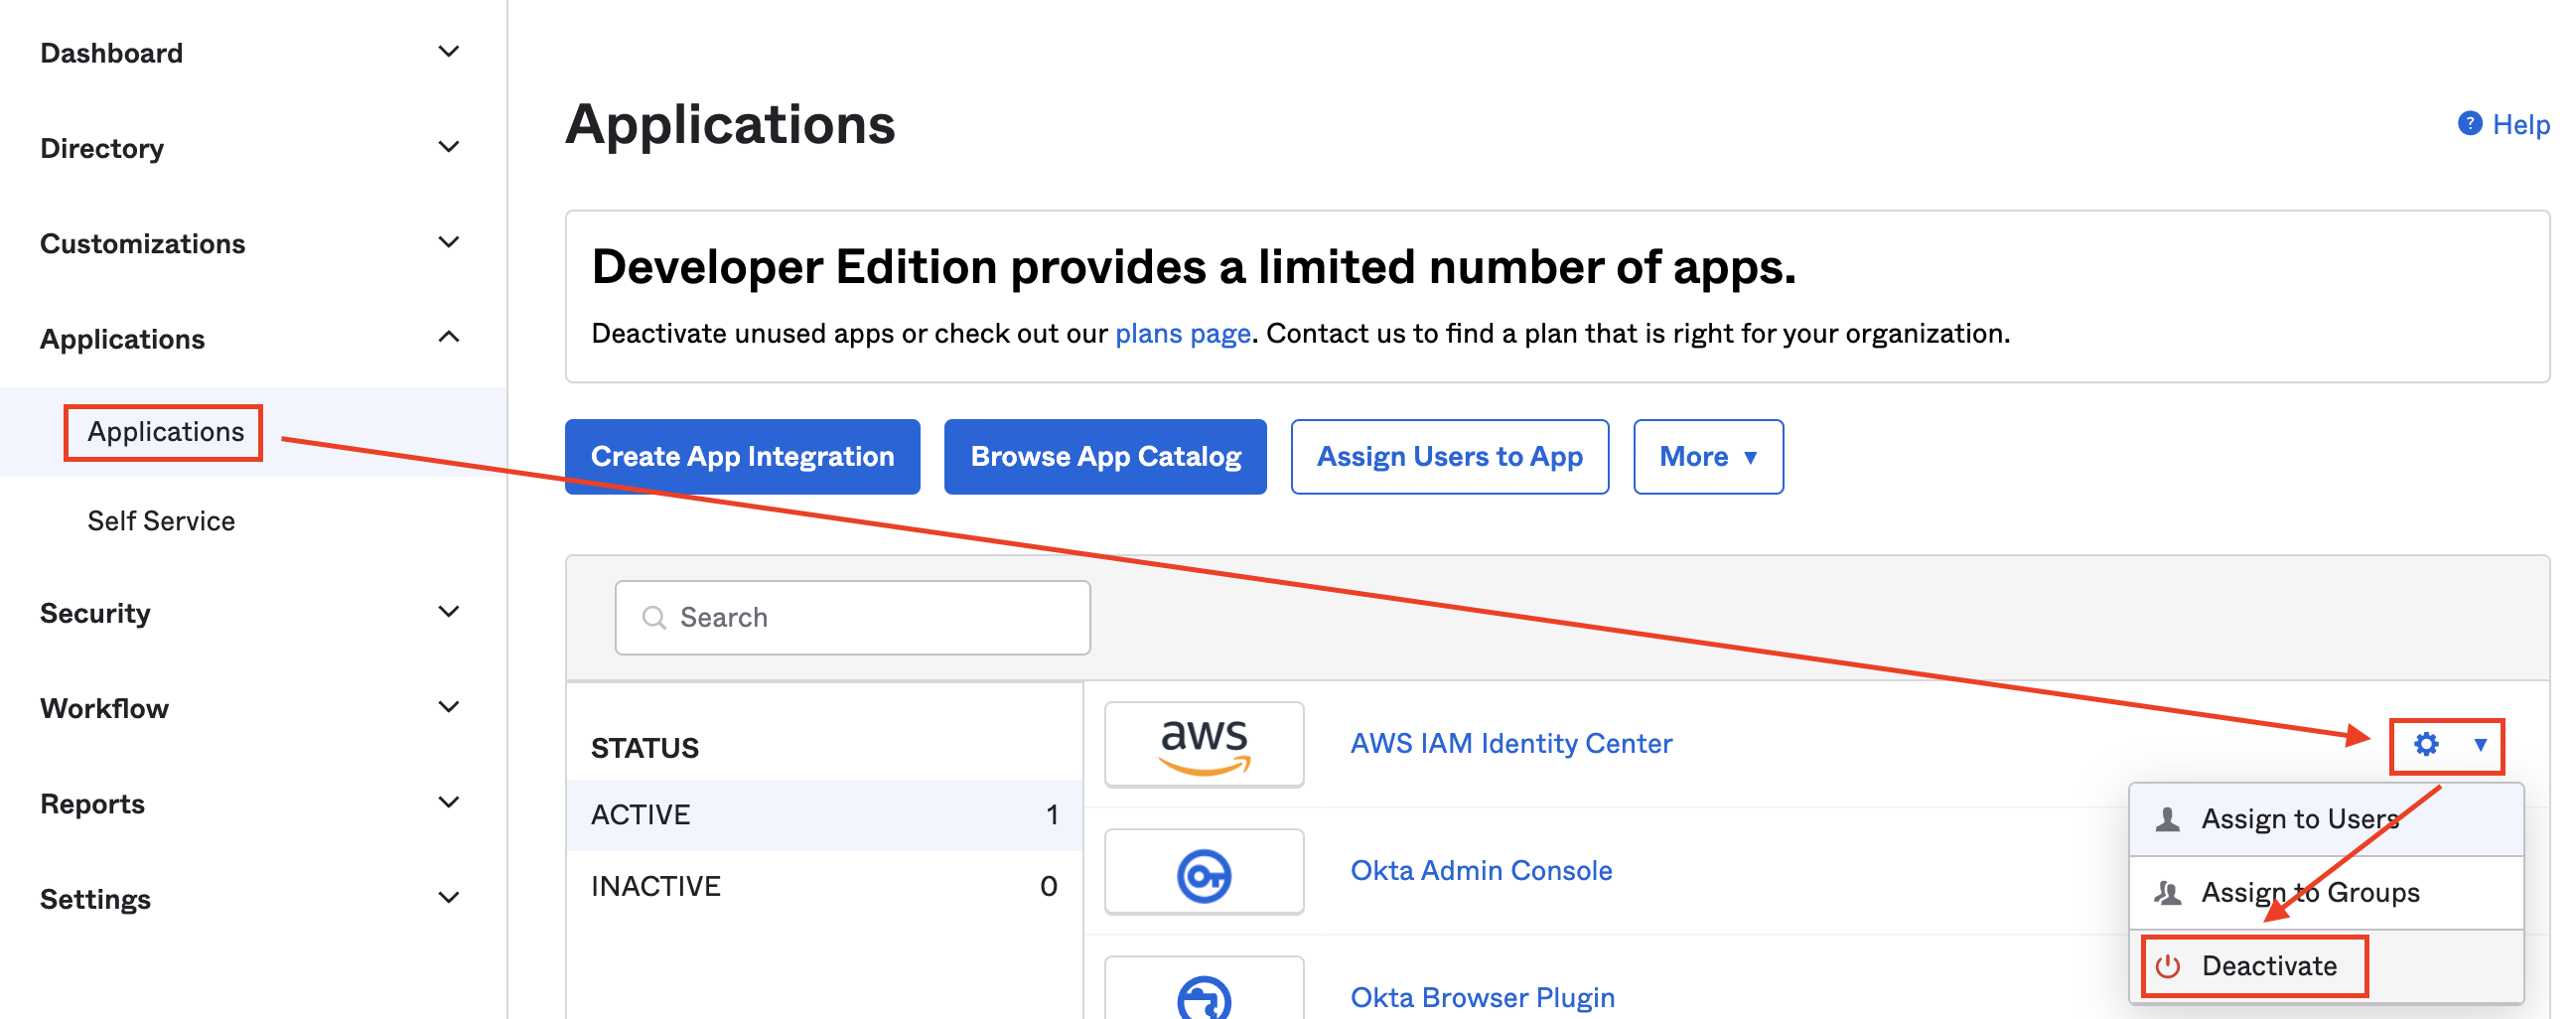 Dashboard
Directory
Customizations
Applications
Applications
Self Service
Security
Workflow
Reports
Settings
Applications
? Help
Developer Edition provides a limited number of apps.
Deactivate unused apps or check out our plans page. Contact us to find a plan that is right for your organization.
Create App Integration
Browse App Catalog
Assign Users to App
More
Search
STATUS
ACTIVE 1
INACTIVE 0
aws
AWS IAM Identity Center
Okta Admin Console
Okta Browser Plugin
Assign to Users
Assign to Groups
Deactivate